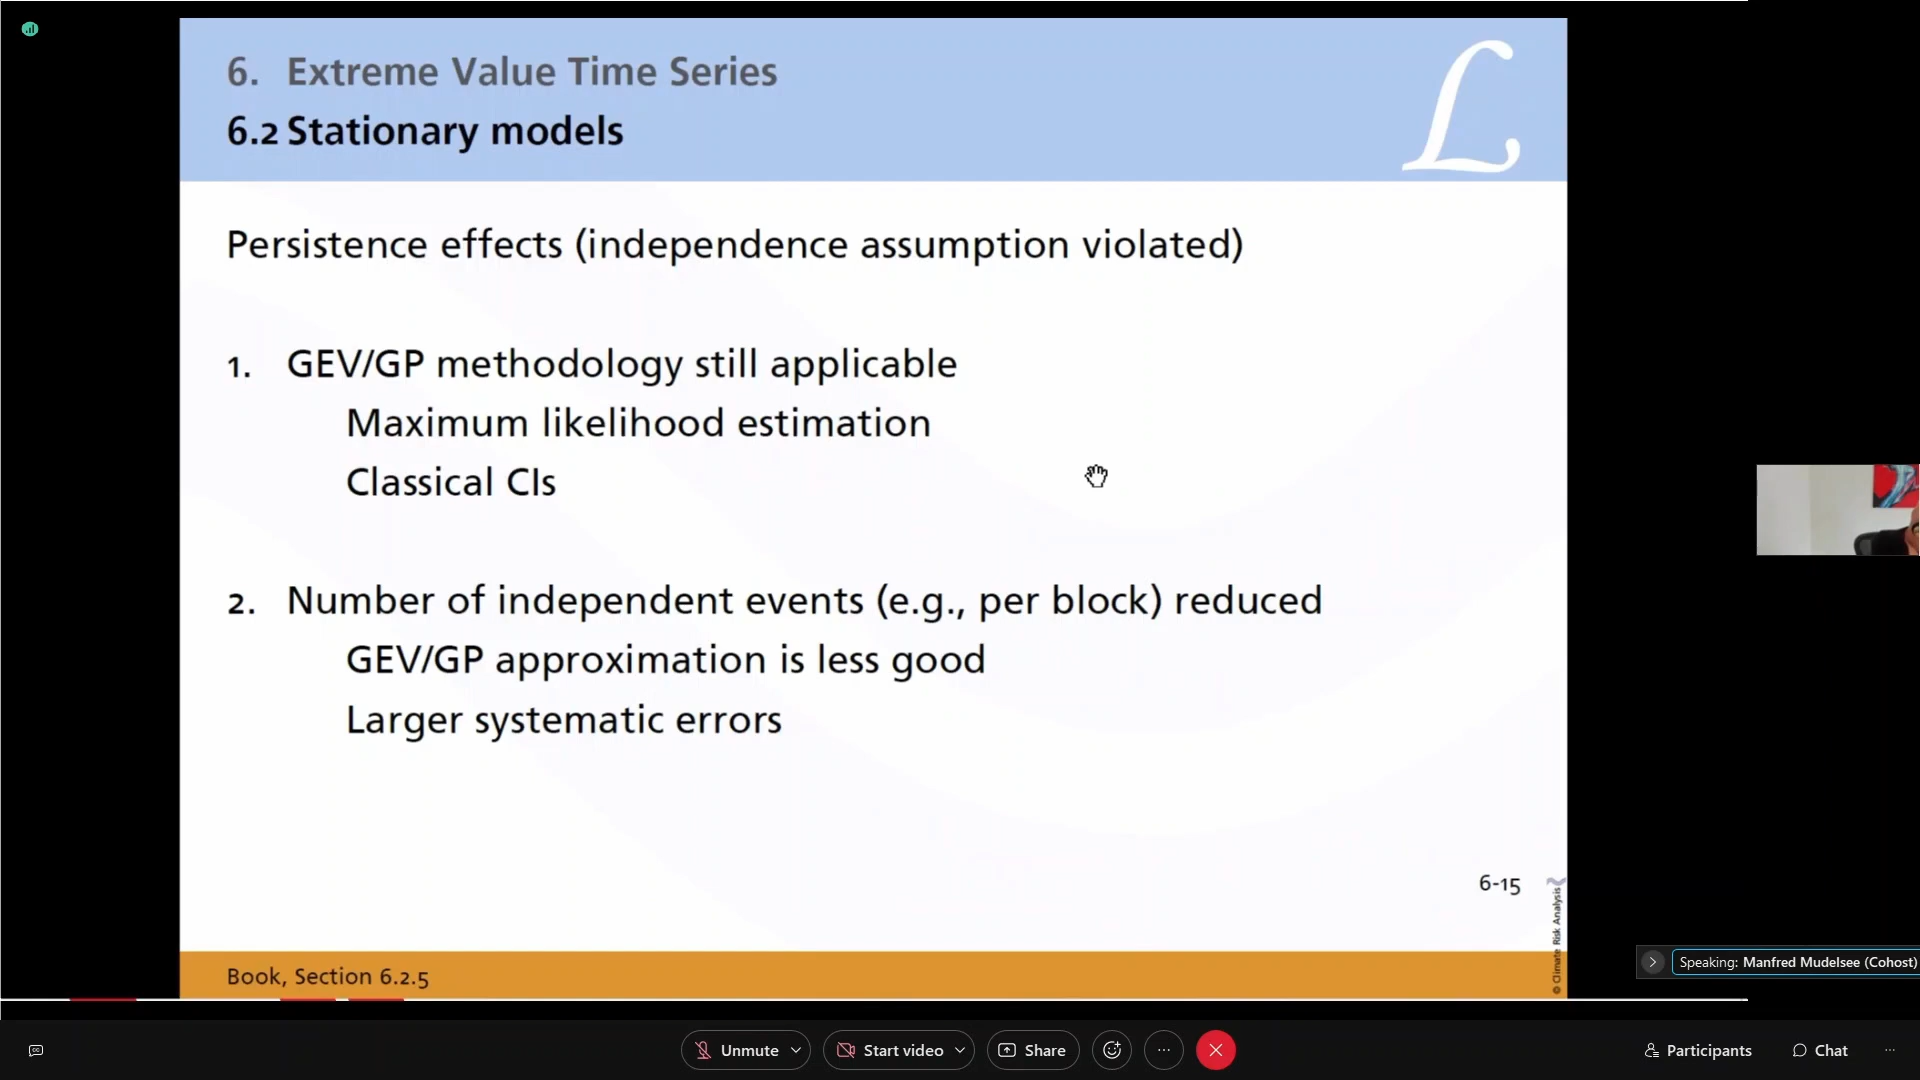 6. Extreme Value Time Series
6.2 Stationary models
L
Persistence effects (independence assumption violated)
1. GEV/GP methodology still applicable
Maximum likelihood estimation
Classical CIs
2. Number of independent events (e.g., per block) reduced
GEV/GP approximation is less good
Larger systematic errors
6-15
© Climate Risk Analysis
Book, Section 6.2.5
Speaking: Manfred Mudelsee (Cohost)
Unmute
Start video
Share
Participants
Chat